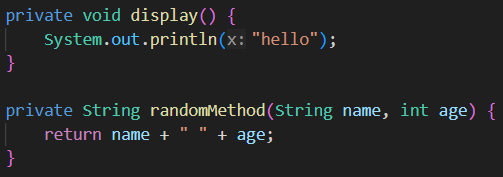 private void display() {
    System.out.println(x: "hello");
}

private String randomMethod(String name, int age) {
    return name + " " + age;
}